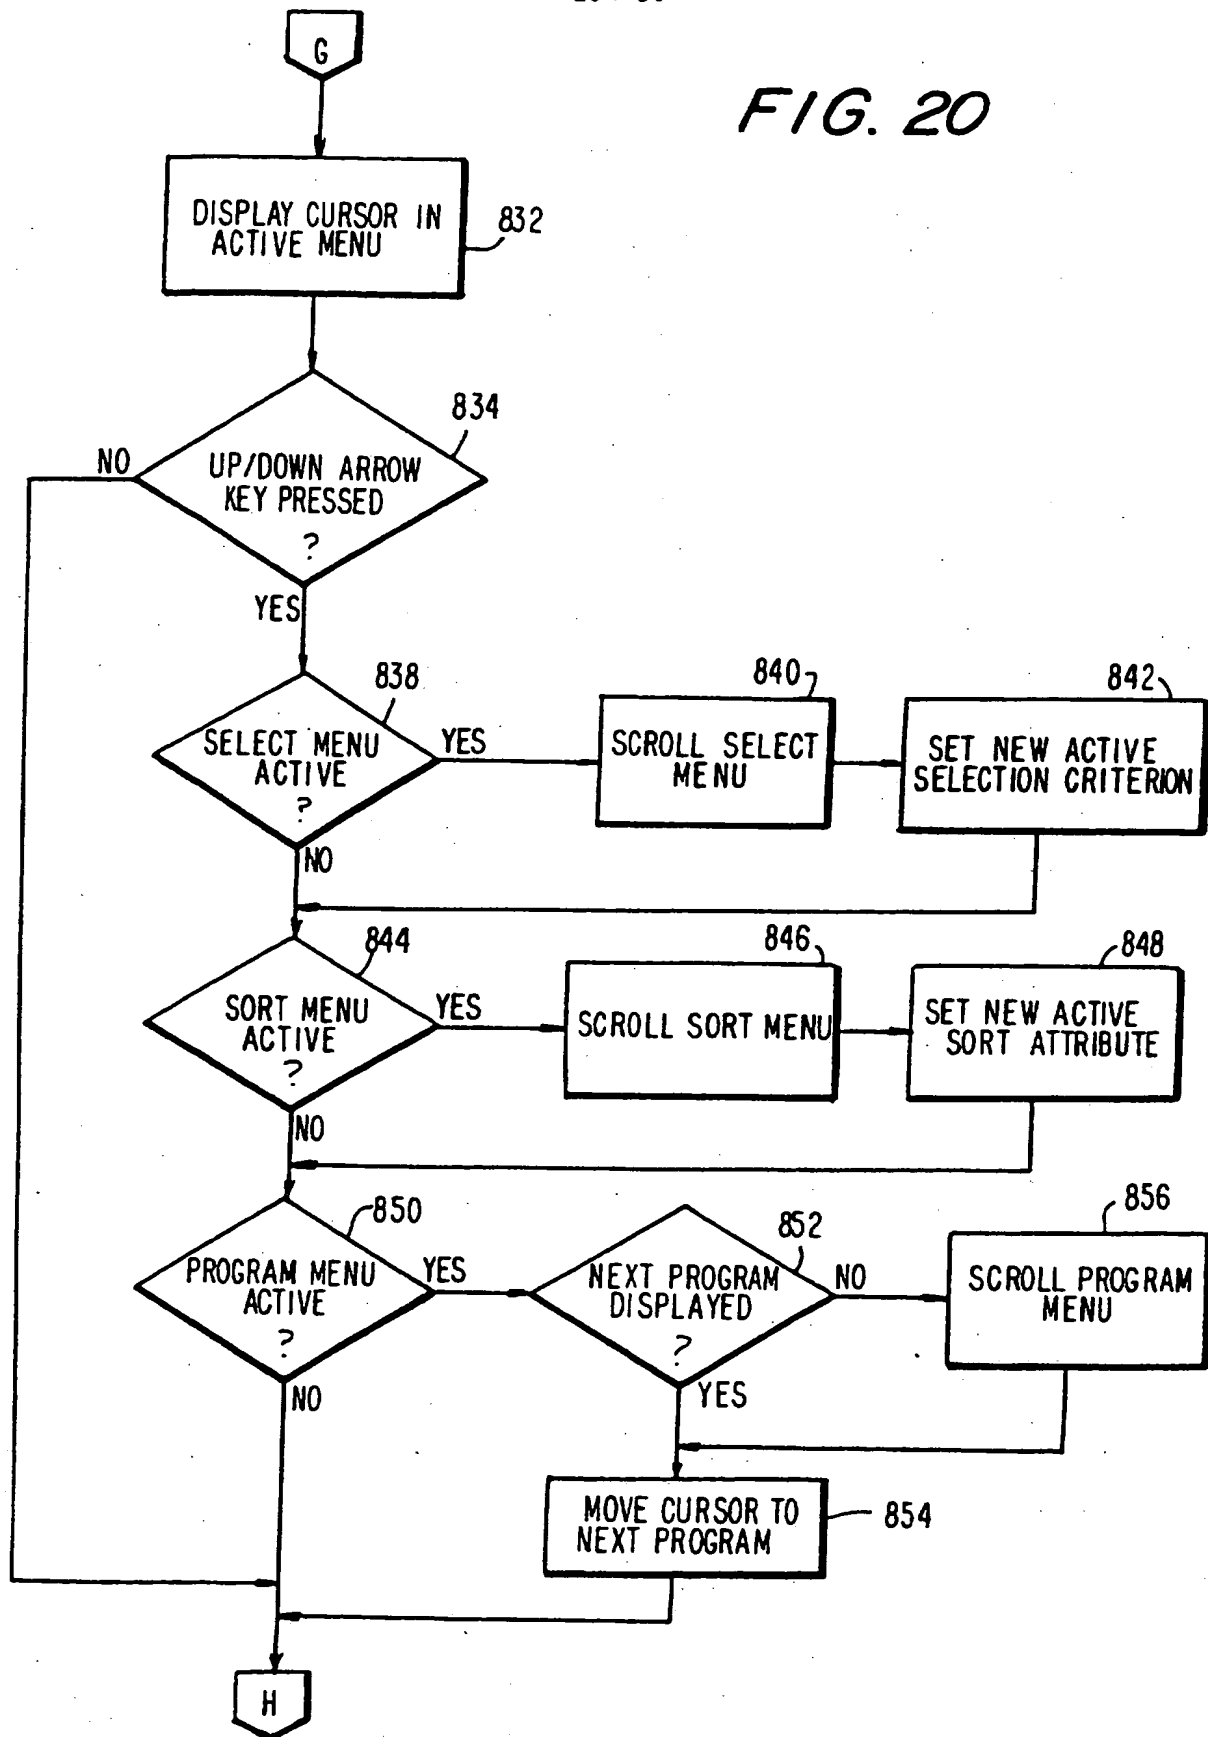 G
FIG. 20
DISPLAY CURSOR IN
ACTIVE MENU
832
834
NO
UP/DOWN ARROW
KEY PRESSED
?
YES
838
SELECT MENU
ACTIVE
?
YES
840
SCROLL SELECT
MENU
842
SET NEW ACTIVE
SELECTION CRITERION
NO
844
SORT MENU
ACTIVE
?
YES
846
SCROLL SORT MENU
848
SET NEW ACTIVE
SORT ATTRIBUTE
NO
850
PROGRAM MENU
ACTIVE
?
YES
852
NEXT PROGRAM
DISPLAYED
?
NO
856
SCROLL PROGRAM
MENU
NO
YES
MOVE CURSOR TO
NEXT PROGRAM
854
H